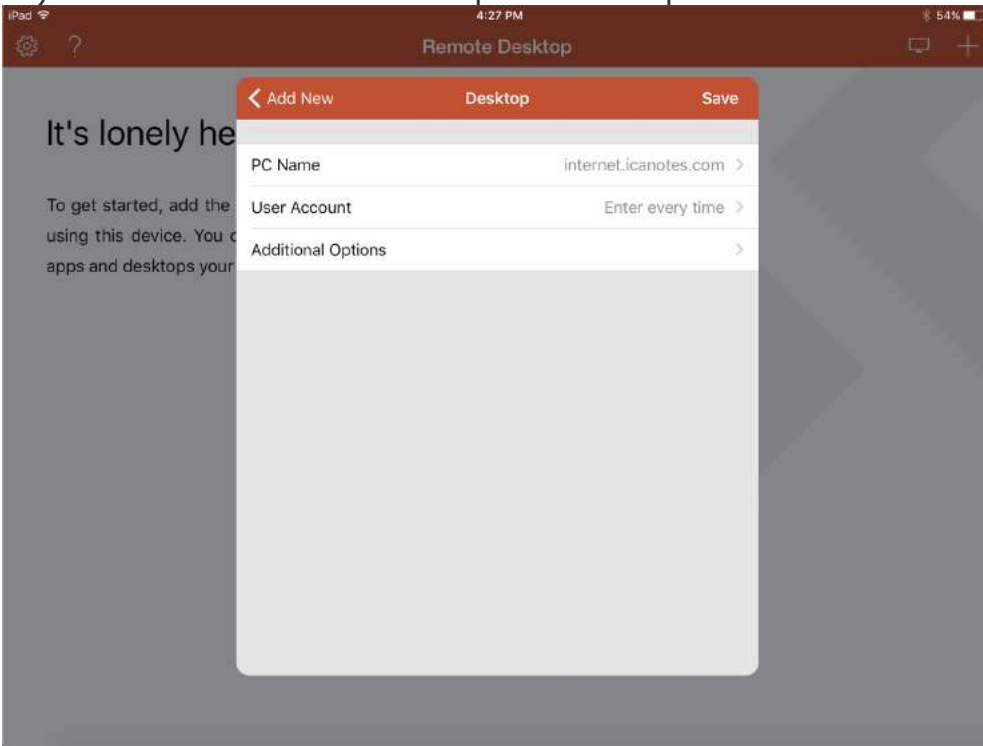 iPad 4:27 PM 54%
? Remote Desktop +
Add New Desktop Save
It's lonely he
PC Name internet.icanotes.com
To get started, add the
User Account Enter every time
using this device. You
Additional Options
apps and desktops your